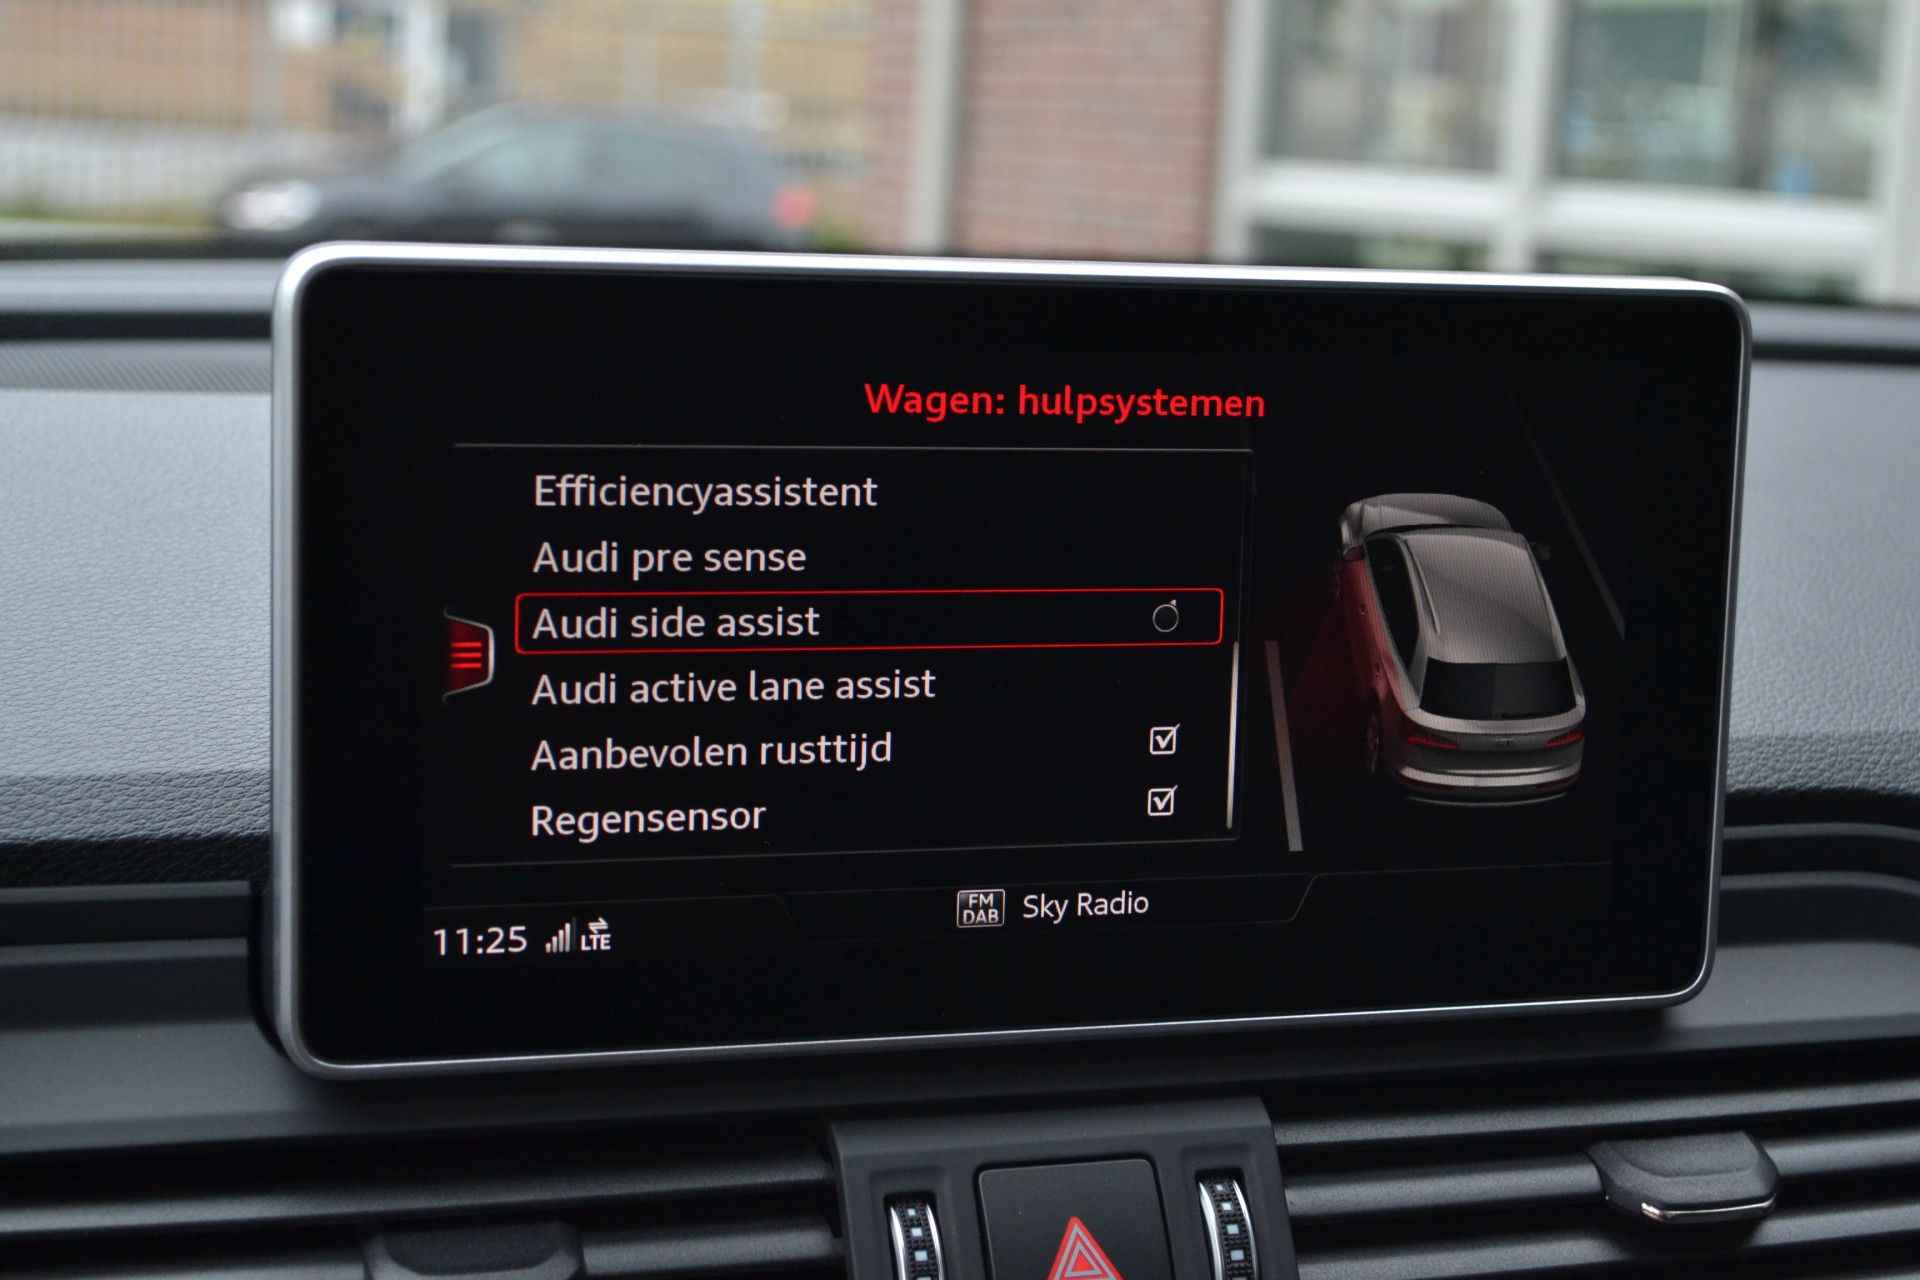 Wagen: hulpsystemen
Efficiencyassistent
Audi pre sense
Audi side assist
Audi active lane assist
Aanbevolen rusttijd
Regensensor
FM DAB Sky Radio
11:25 LTE